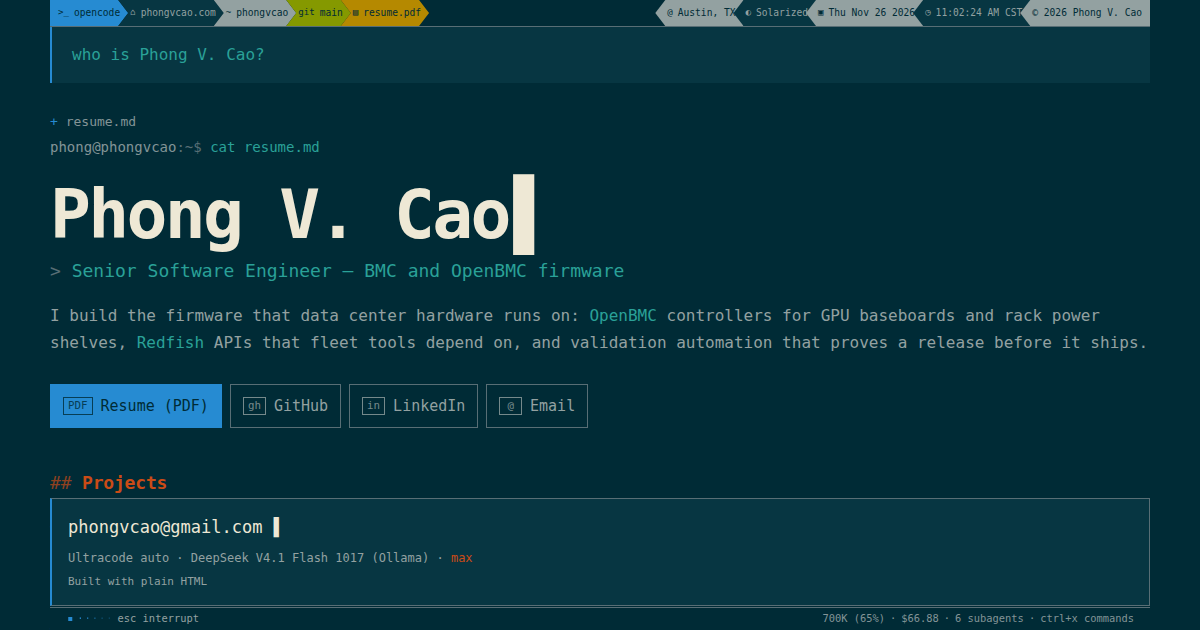 >_ opencode ⌂ phongvcao.com ~ phongvcao git main ▤ resume.pdf @ Austin, TX ◐ Solarized ▣ Thu Nov 26 2026 ◷ 11:02:24 AM CST © 2026 Phong V. Cao
who is Phong V. Cao?
+ resume.md
phong@phongvcao:~$ cat resume.md
Phong V. Cao
> Senior Software Engineer — BMC and OpenBMC firmware
I build the firmware that data center hardware runs on: OpenBMC controllers for GPU baseboards and rack power
shelves, Redfish APIs that fleet tools depend on, and validation automation that proves a release before it ships.
PDF Resume (PDF) gh GitHub in LinkedIn @ Email
## Projects
phongvcao@gmail.com
Ultracode auto · DeepSeek V4.1 Flash 1017 (Ollama) · max
Built with plain HTML
esc interrupt 700K (65%) · $66.88 · 6 subagents · ctrl+x commands